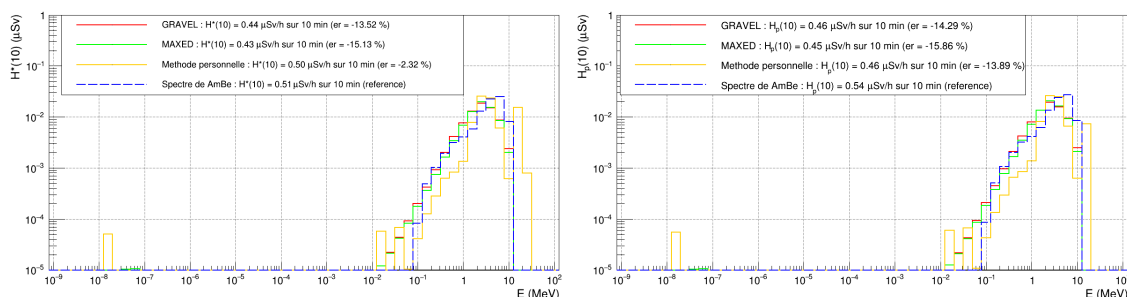 H*(10) (µSv)
1
10⁻¹
10⁻²
10⁻³
10⁻⁴
10⁻⁵
GRAVEL : H*(10) = 0.44 µSv/h sur 10 min (er = -13.52 %)
MAXED : H*(10) = 0.43 µSv/h sur 10 min (er = -15.13 %)
Methode personelle : H*(10) = 0.50 µSv/h sur 10 min (er = -2.32 %)
Spectre de AmBe : H*(10) = 0.51 µSv/h sur 10 min (reference)
10⁻⁹ 10⁻⁸ 10⁻⁷ 10⁻⁶ 10⁻⁵ 10⁻⁴ 10⁻³ 10⁻² 10⁻¹ 1 10 10²
E (MeV)
Hp(10) (µSv)
1
10⁻¹
10⁻²
10⁻³
10⁻⁴
10⁻⁵
GRAVEL : Hp(10) = 0.46 µSv/h sur 10 min (er = -14.29 %)
MAXED : Hp(10) = 0.45 µSv/h sur 10 min (er = -15.86 %)
Methode personnelle : Hp(10) = 0.46 µSv/h sur 10 min (er = -13.89 %)
Spectre de AmBe : Hp(10) = 0.54 µSv/h sur 10 min (reference)
10⁻⁹ 10⁻⁸ 10⁻⁷ 10⁻⁶ 10⁻⁵ 10⁻⁴ 10⁻³ 10⁻² 10⁻¹ 1 10 10²
E (MeV)